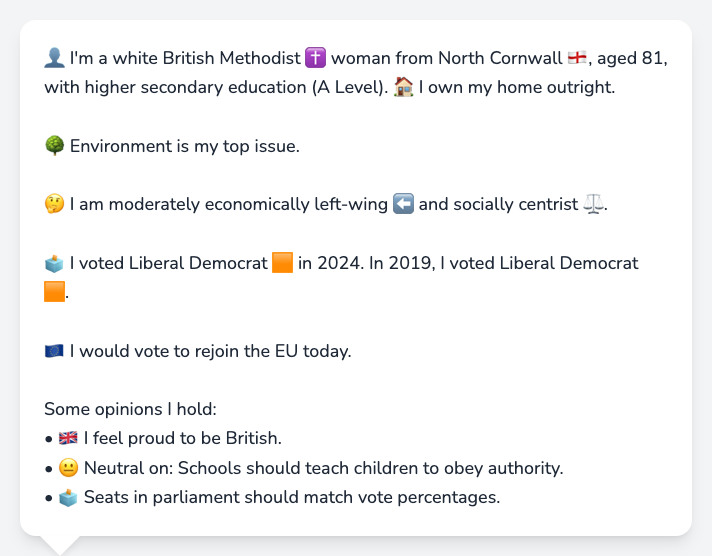 👤 I'm a white British Methodist ✝️ woman from North Cornwall 🏴󠁧󠁢󠁥󠁮󠁧󠁿, aged 81,
with higher secondary education (A Level). 🏠 I own my home outright.
🌳 Environment is my top issue.
🤔 I am moderately economically left-wing ⬅️ and socially centrist ⚖️.
🗳️ I voted Liberal Democrat 🟧 in 2024. In 2019, I voted Liberal Democrat
🟧.
🇪🇺 I would vote to rejoin the EU today.
Some opinions I hold:
• 🇬🇧 I feel proud to be British.
• 😐 Neutral on: Schools should teach children to obey authority.
• 🗳️ Seats in parliament should match vote percentages.